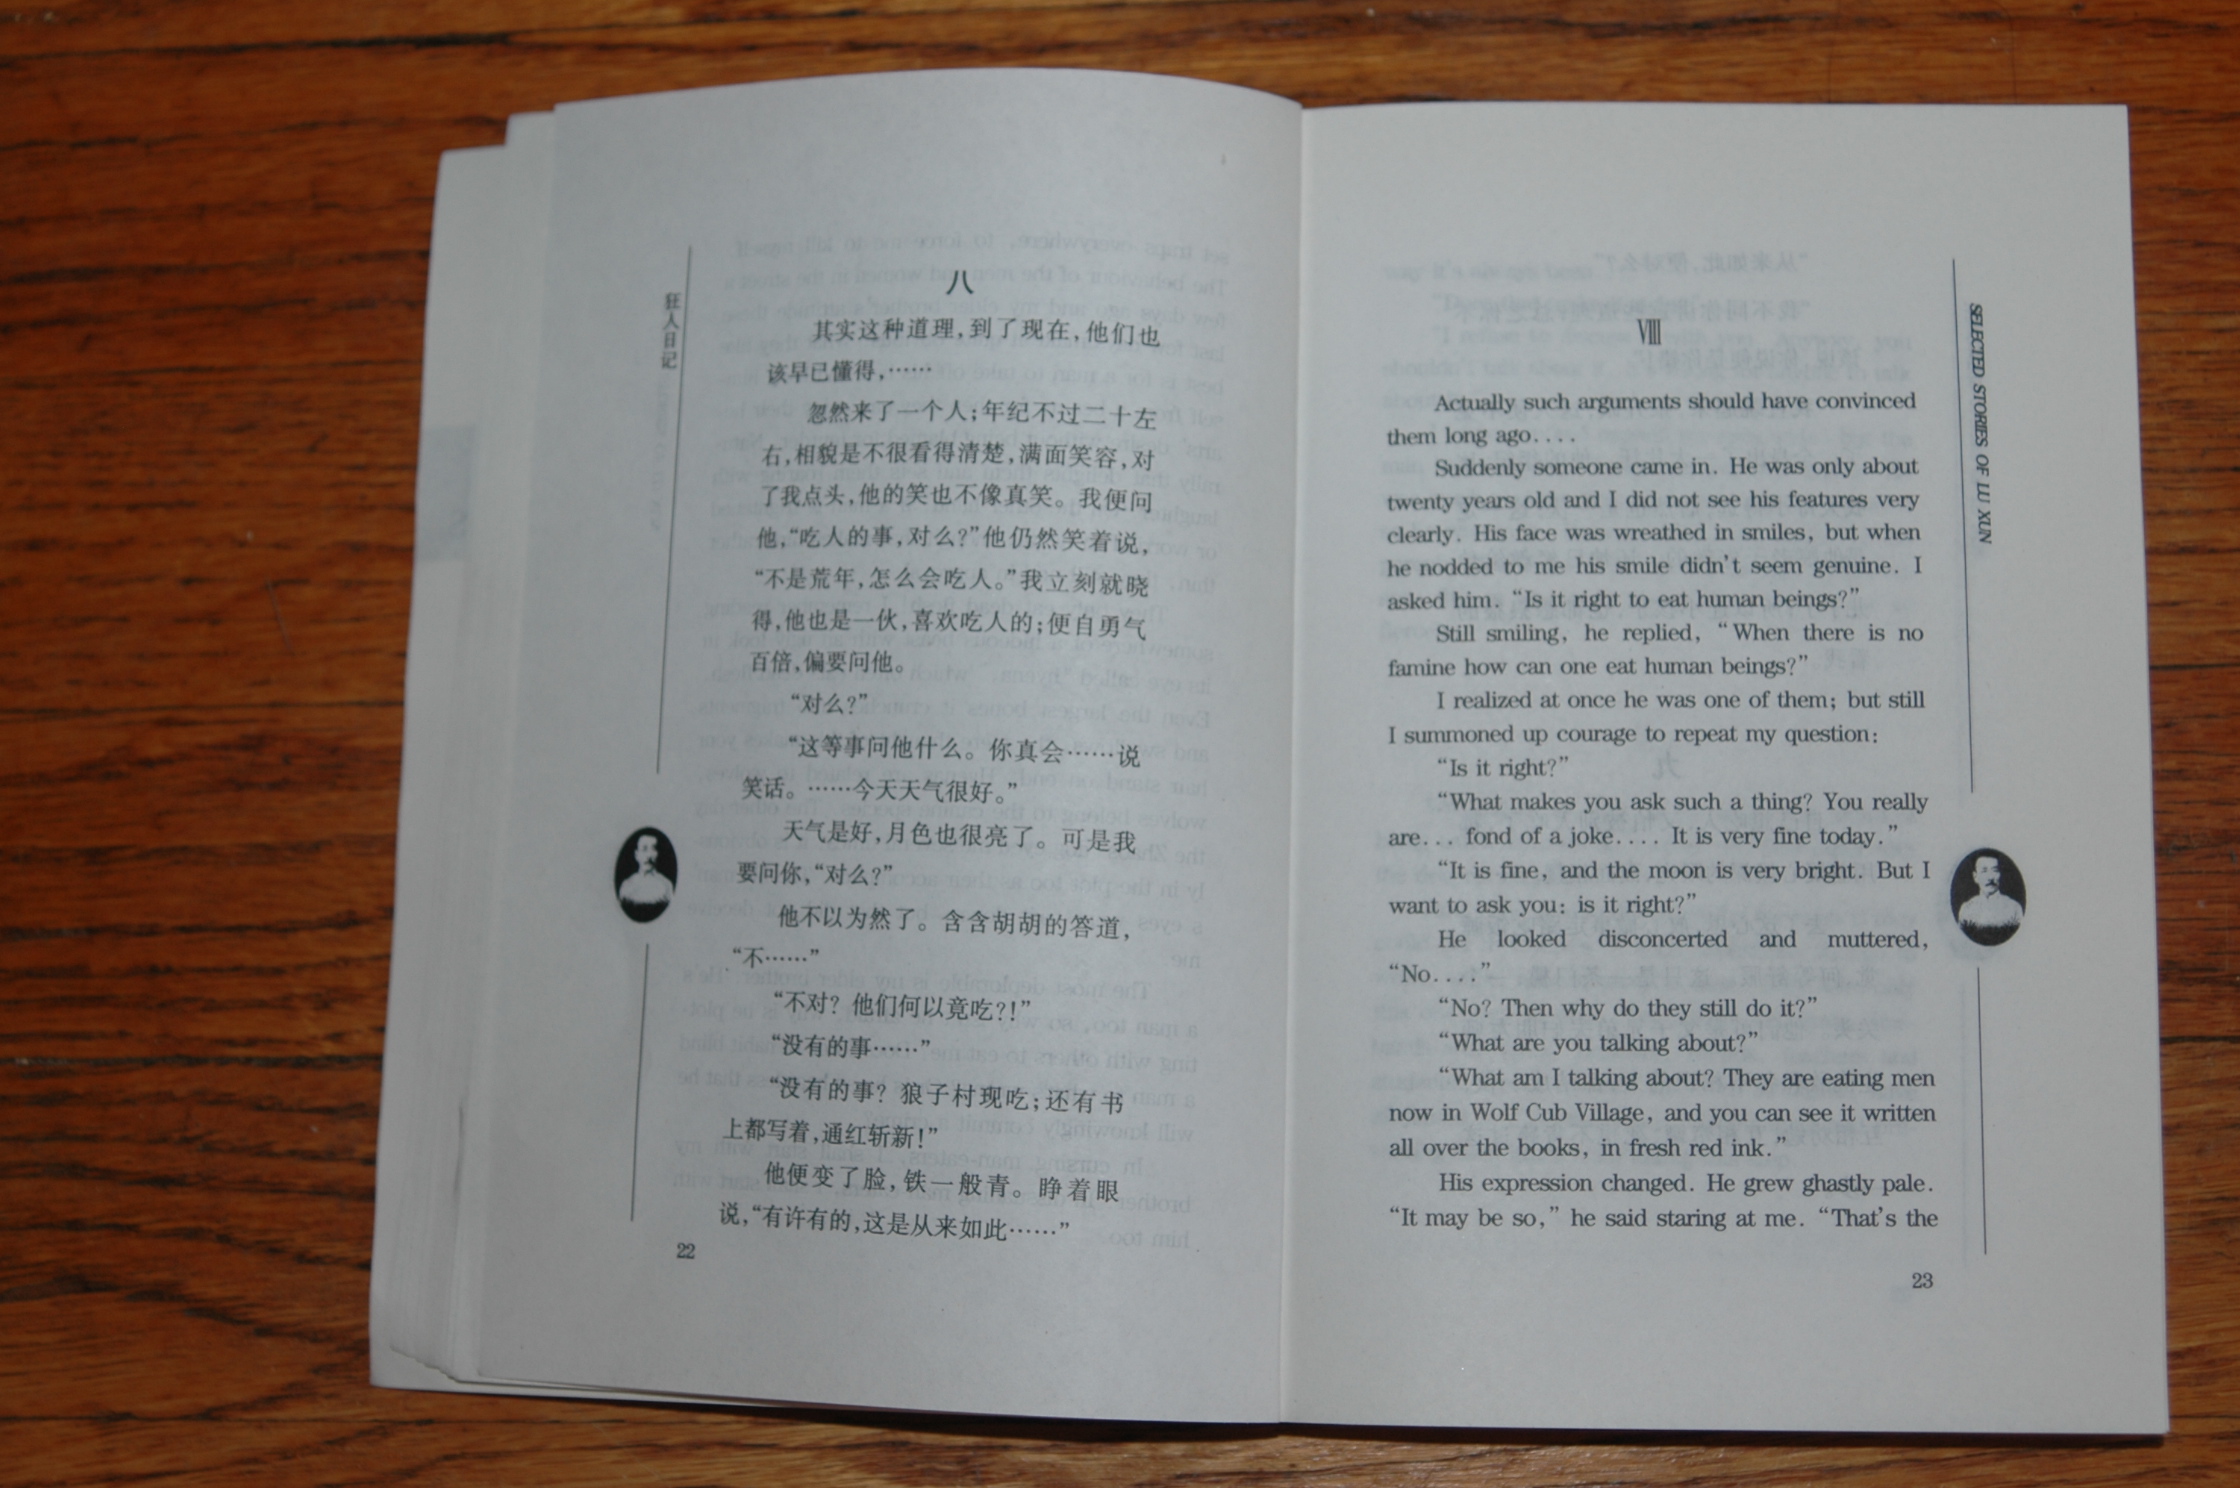 狂人日记
八
其实这种道理,到了现在,他们也
该早已懂得,……
忽然来了一个人;年纪不过二十左
右,相貌是不很看得清楚,满面笑容,对
了我点头,他的笑也不像真笑。我便问
他,“吃人的事,对么?”他仍然笑着说,
“不是荒年,怎么会吃人。”我立刻就晓
得,他也是一伙,喜欢吃人的;便自勇气
百倍,偏要问他。
“对么?”
“这等事问他什么。你真会……说
笑话。……今天天气很好。”
天气是好,月色也很亮了。可是我
要问你,“对么?”
他不以为然了。含含胡胡的答道,
“不……”
“不对?他们何以竟吃?!”
“没有的事……”
“没有的事?狼子村现吃;还有书
上都写着,通红斩新!”
他便变了脸,铁一般青。睁着眼
说,“有许有的,这是从来如此……”
22
SELECTED STORIES OF LU XUN
Ⅷ
Actually such arguments should have convinced
them long ago....
Suddenly someone came in. He was only about
twenty years old and I did not see his features very
clearly. His face was wreathed in smiles, but when
he nodded to me his smile didn't seem genuine. I
asked him. “Is it right to eat human beings?”
Still smiling, he replied, “When there is no
famine how can one eat human beings?”
I realized at once he was one of them; but still
I summoned up courage to repeat my question:
“Is it right?”
“What makes you ask such a thing? You really
are... fond of a joke.... It is very fine today.”
“It is fine, and the moon is very bright. But I
want to ask you: is it right?”
He looked disconcerted and muttered,
“No....”
“No? Then why do they still do it?”
“What are you talking about?”
“What am I talking about? They are eating men
now in Wolf Cub Village, and you can see it written
all over the books, in fresh red ink.”
His expression changed. He grew ghastly pale.
“It may be so,” he said staring at me. “That's the
23